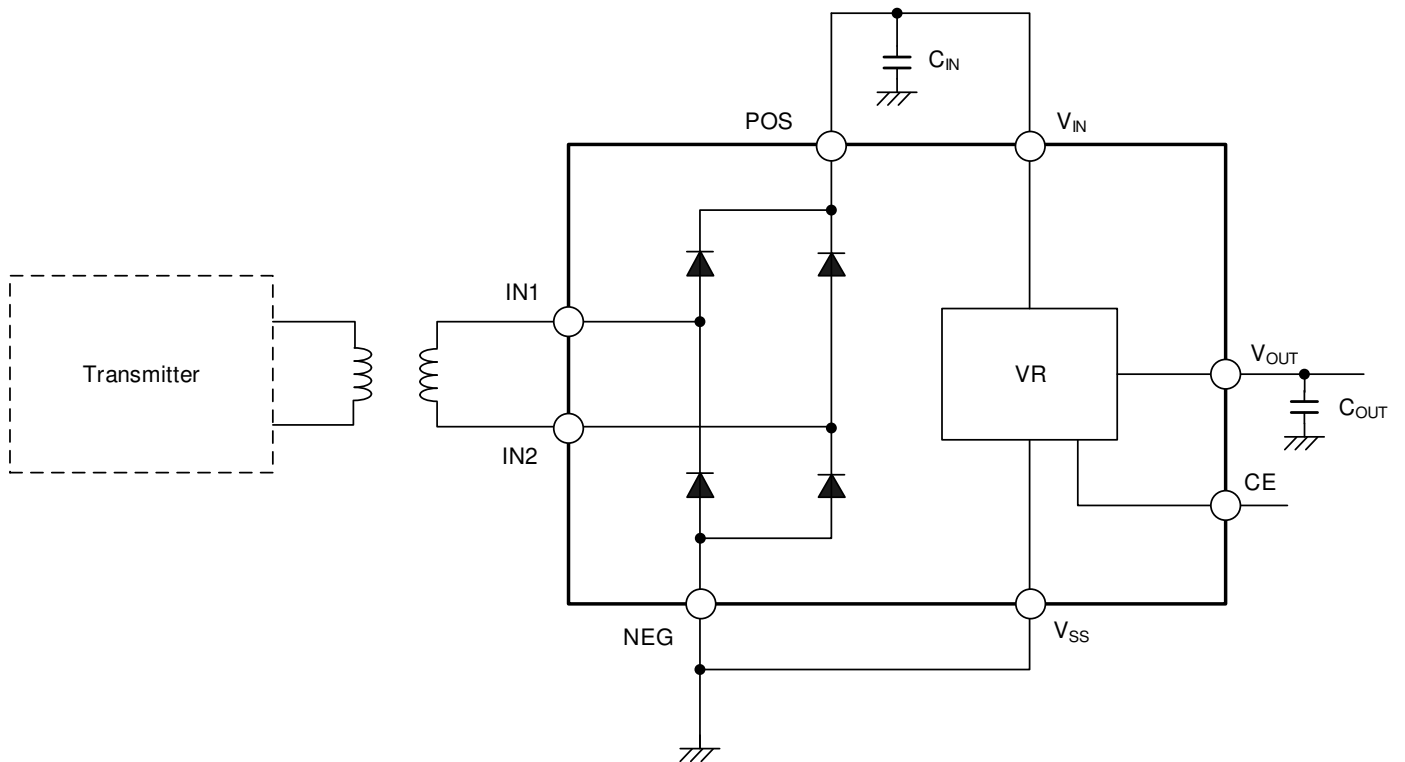 C_IN
POS
V_IN
IN1
Transmitter
VR
V_OUT
C_OUT
IN2
CE
NEG
V_SS